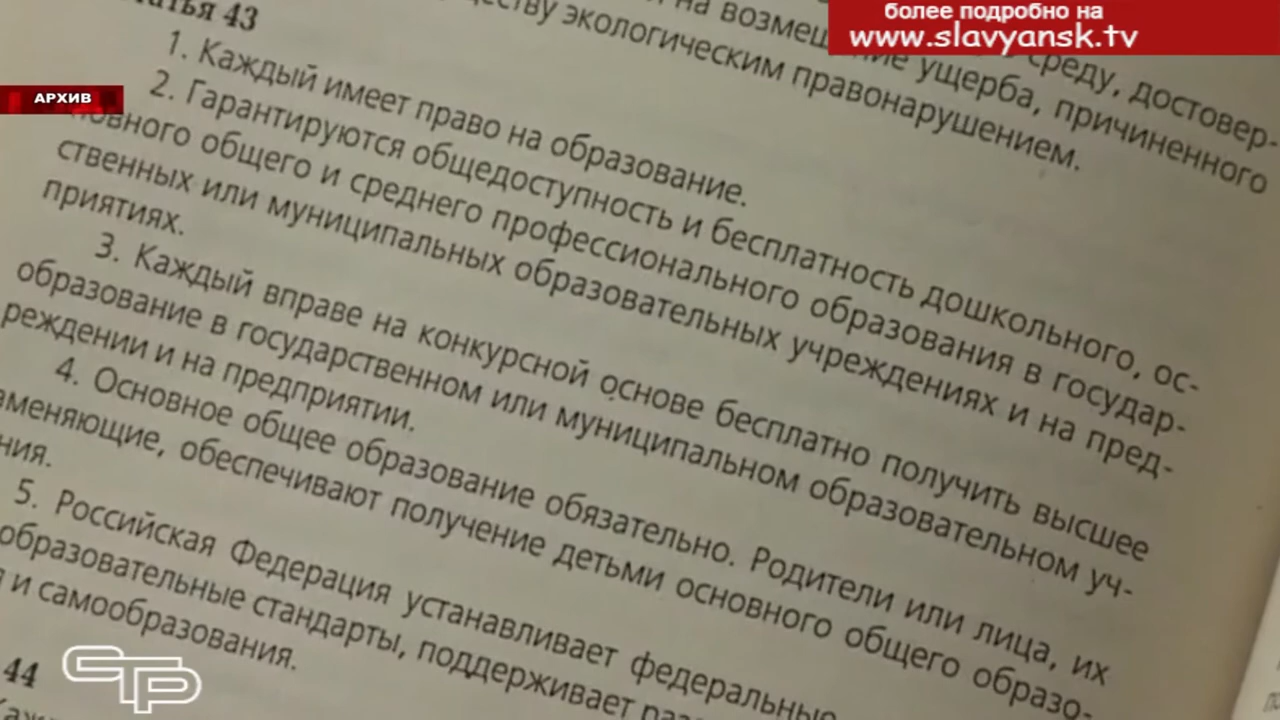 более подробно на
www.slavyansk.tv
АРХИВ
на
среду, достовер-
ущерба, причиненного
экологическим правонарушением.
43
1. Каждый имеет право на образование.
2. Гарантируются общедоступность и бесплатность дошкольного, ос-
новного общего и среднего профессионального образования в государ-
ственных или муниципальных образовательных учреждениях и на пред-
приятиях.
3. Каждый вправе на конкурсной основе бесплатно получить высшее
образование в государственном или муниципальном образовательном уч-
реждении и на предприятии.
4. Основное общее образование обязательно. Родители или лица, их
заменяющие, обеспечивают получение детьми основного общего образо-
ния.
5. Российская Федерация устанавливает федеральные
образовательные стандарты, поддерживает
и самообразования.
44
СТР